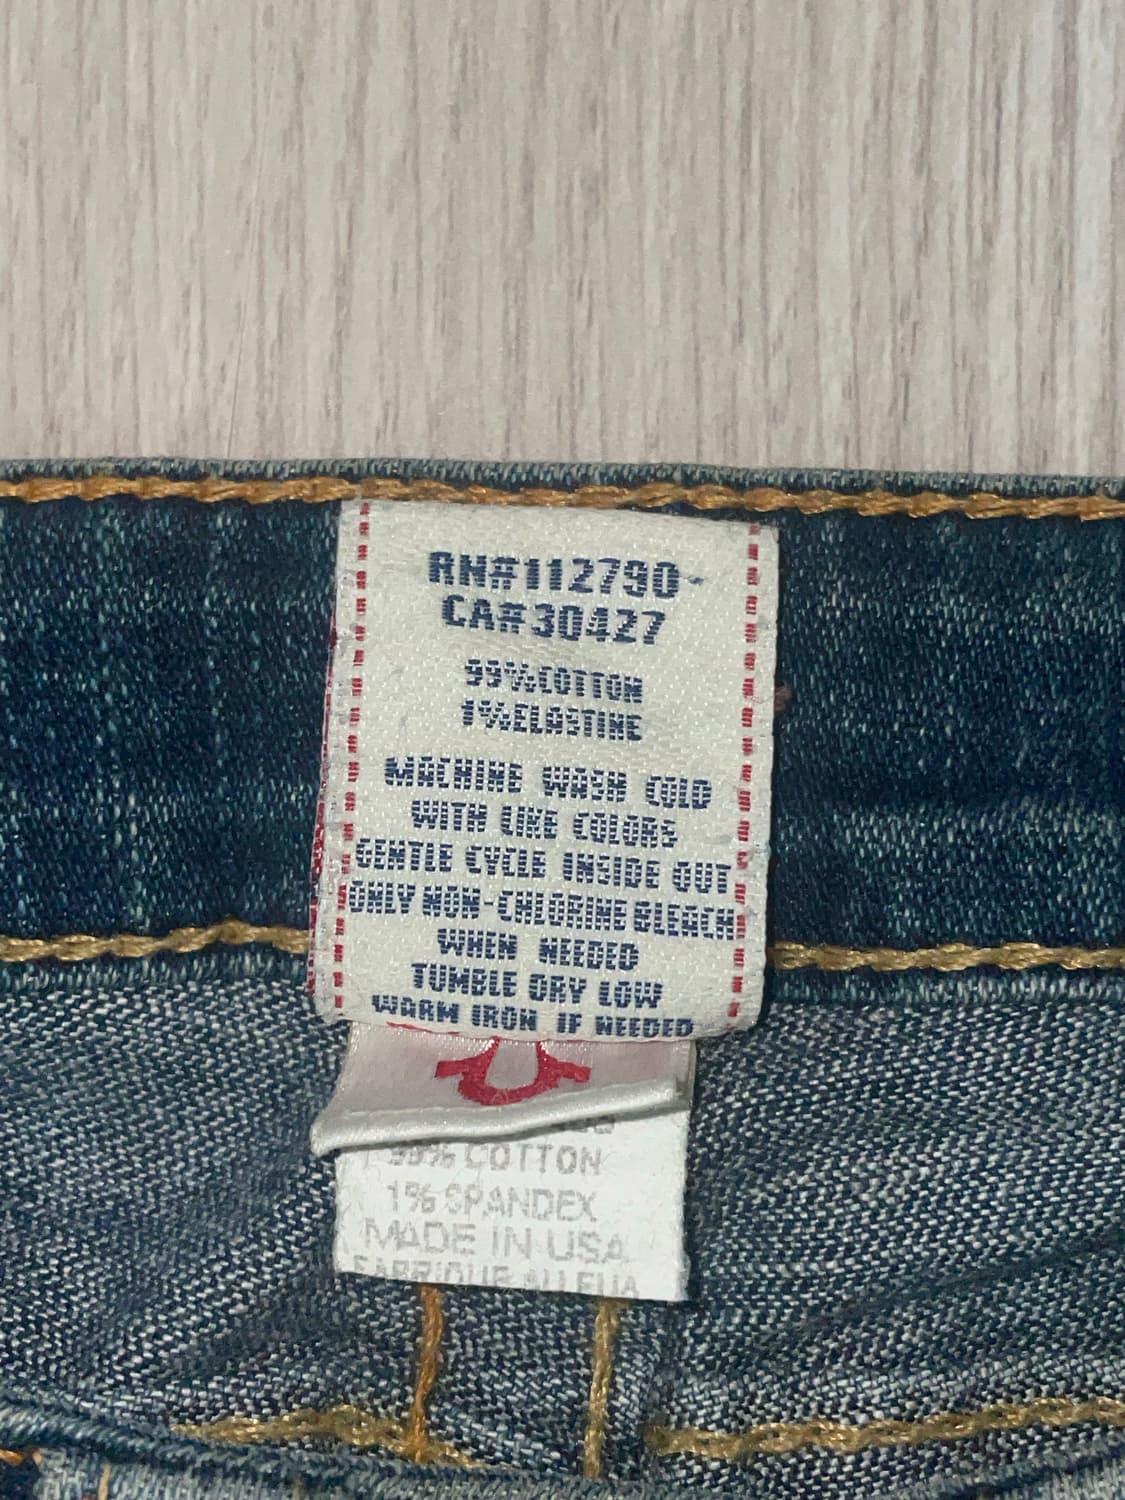 RN#112790
CA#30427
99%COTTON
1%ELASTINE
MACHINE WASH COLD
WITH LIKE COLORS
GENTLE CYCLE INSIDE OUT
ONLY NON-CHLORINE BLEACH
WHEN NEEDED
TUMBLE DRY LOW
WARM IRON IF NEEDED
99% COTTON
1% SPANDEX
MADE IN USA